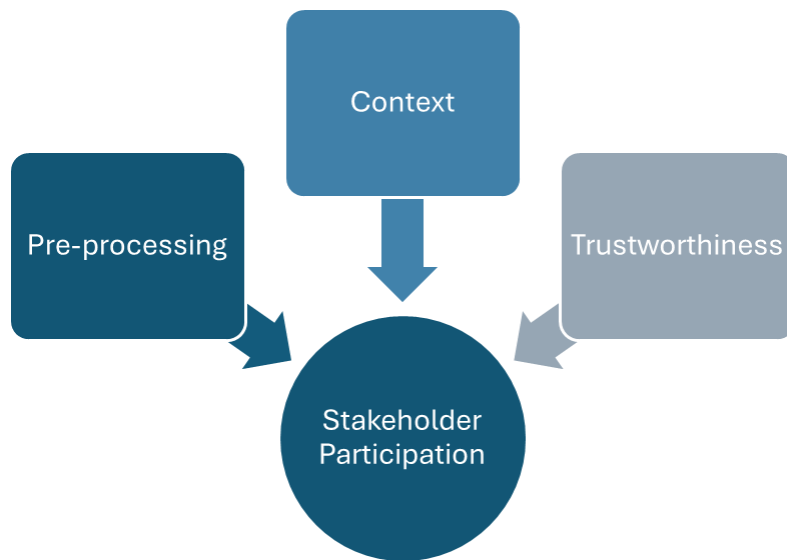 Context
Pre-processing
Trustworthiness
Stakeholder
Participation